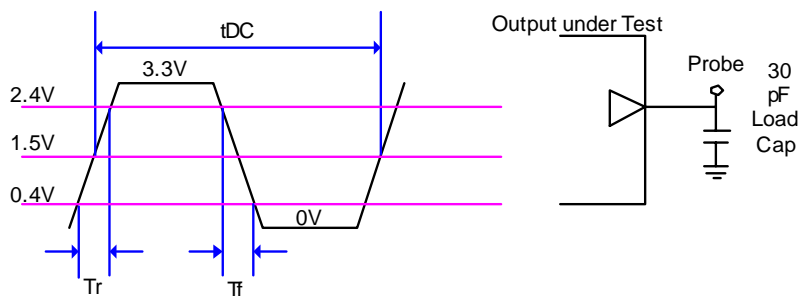 tDC
3.3V
2.4V
1.5V
0.4V
0V
Tr
Tf
Output under Test
Probe
30
pF
Load
Cap